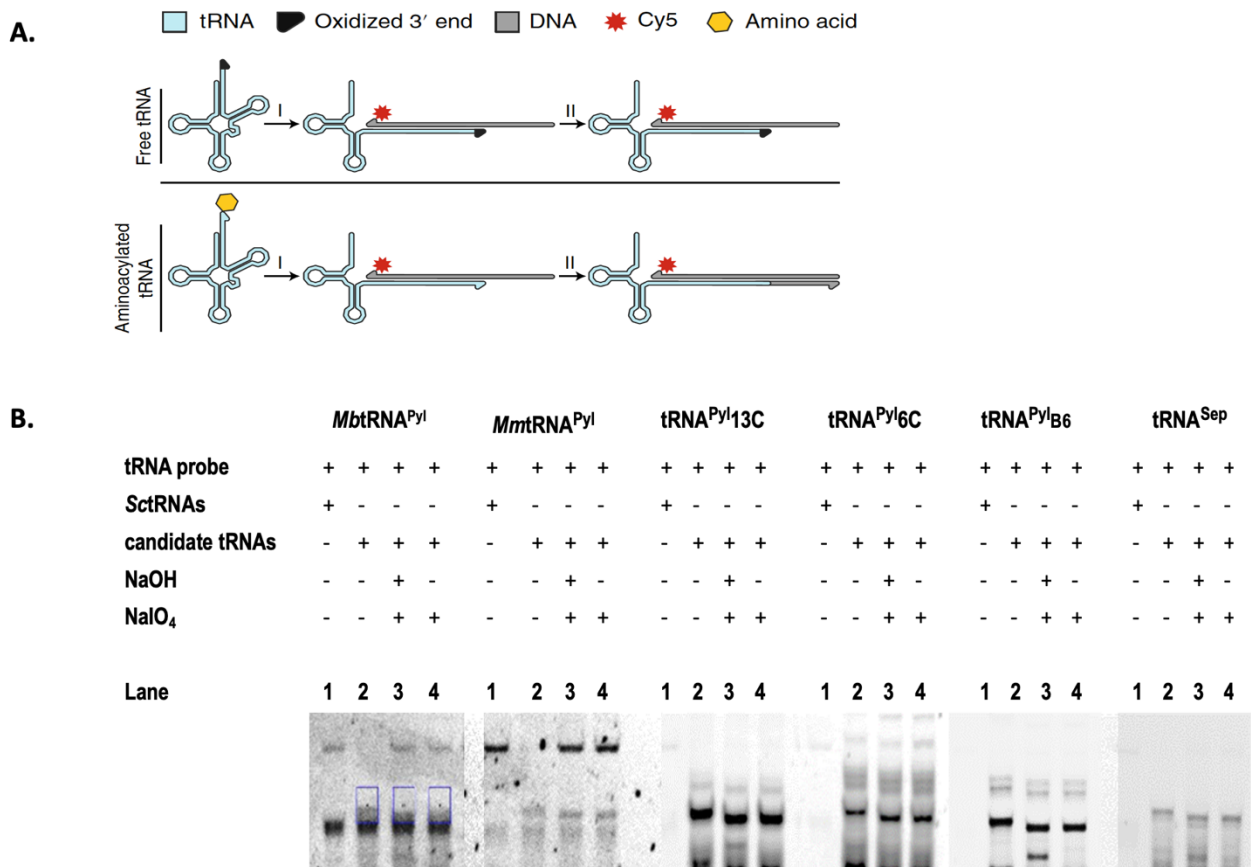 A.
tRNA Oxidized 3′ end DNA Cy5 Amino acid
Free tRNA
I II
Aminoacylated
tRNA
I II
B.
MbtRNAPyl MmtRNAPyl tRNAPyl13C tRNAPyl6C tRNAPylB6 tRNASep
tRNA probe + + + + + + + + + + + + + + + + + + + + + + + +
SctRNAs + - - - + - - - + - - - + - - - + - - - + - - -
candidate tRNAs - + + + - + + + - + + + - + + + - + + + - + + +
NaOH - - + - - - + - - - + - - - + - - - + - - - + -
NaIO4 - - + + - - + + - - + + - - + + - - + + - - + +
Lane 1 2 3 4 1 2 3 4 1 2 3 4 1 2 3 4 1 2 3 4 1 2 3 4